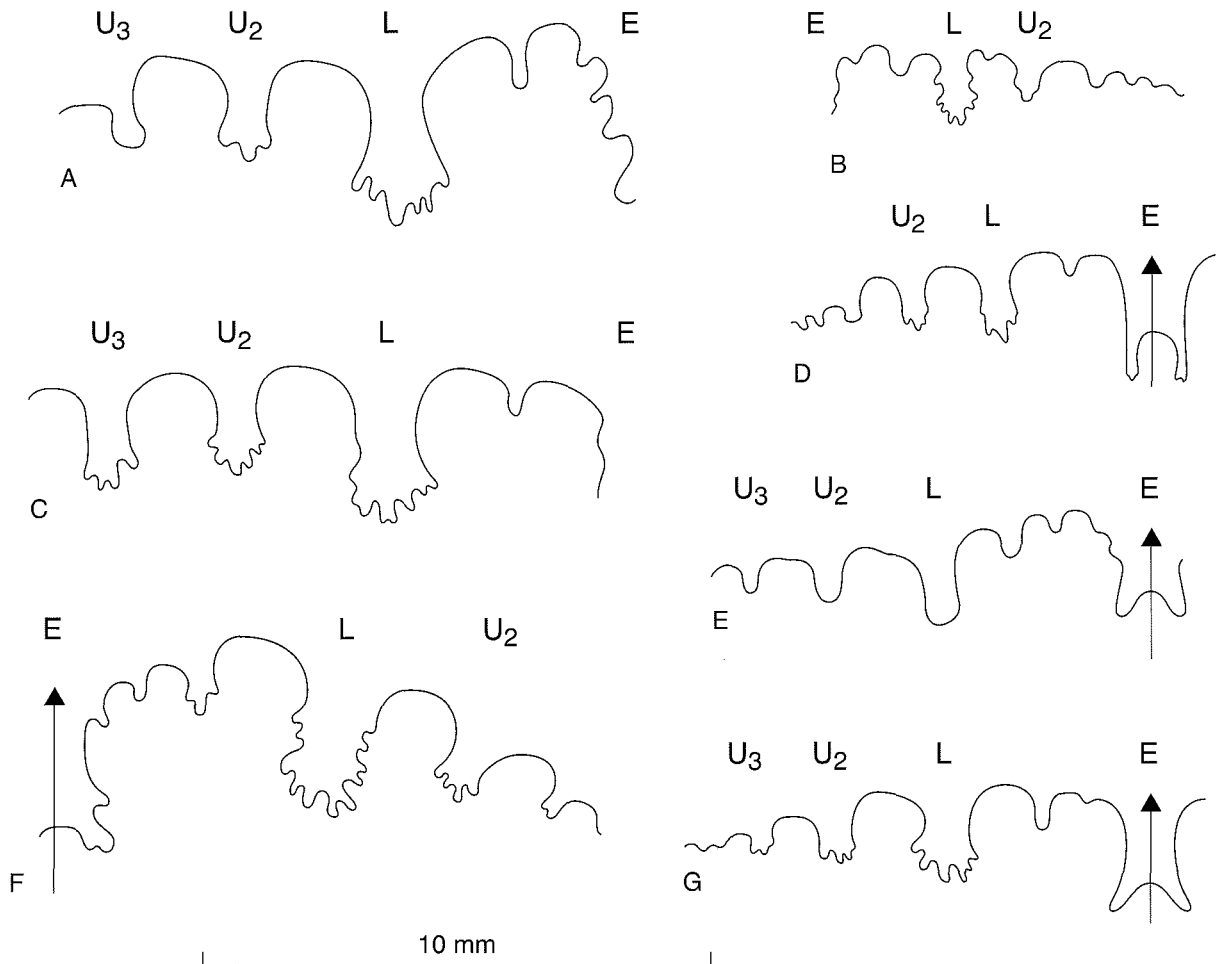 U₃ U₂ L E
A
E L U₂
B
U₂ L E
D
U₃ U₂ L E
C
U₃ U₂ L E
E
E L U₂
F
U₃ U₂ L E
G
10 mm